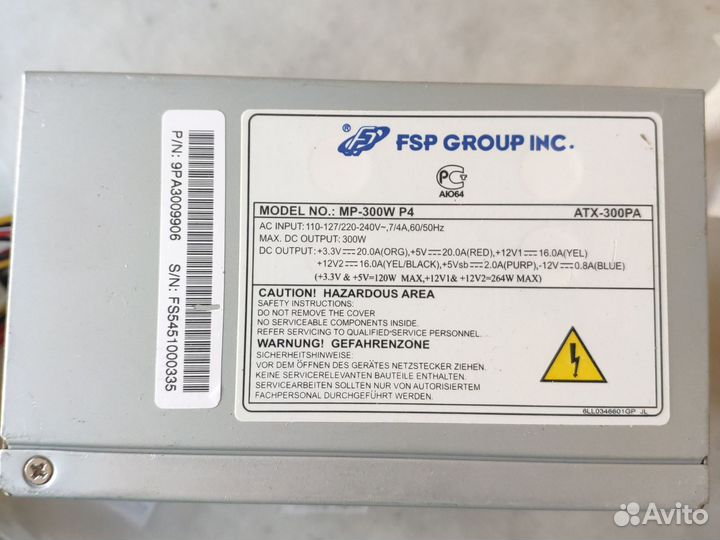 P/N: 9PA3009906
S/N: FS5451000335
® FSP GROUP INC.
PG
AIO64
MODEL NO.: MP-300W P4 ATX-300PA
AC INPUT: 110-127/220-240V~,7/4A,60/50Hz
MAX. DC OUTPUT: 300W
DC OUTPUT: +3.3V⎓20.0A(ORG),+5V⎓20.0A(RED),+12V1⎓16.0A(YEL)
+12V2⎓16.0A(YEL/BLACK),+5Vsb⎓2.0A(PURP),-12V⎓0.8A(BLUE)
(+3.3V & +5V=120W MAX,+12V1& +12V2=264W MAX)
CAUTION! HAZARDOUS AREA
SAFETY INSTRUCTIONS:
DO NOT REMOVE THE COVER
NO SERVICEABLE COMPONENTS INSIDE.
REFER SERVICING TO QUALIFIED SERVICE PERSONNEL.
WARNUNG! GEFAHRENZONE
SICHERHEITSHINWEISE:
VOR DEM ÖFFNEN DES GERÄTES NETZSTECKER ZIEHEN.
KEINE SERVICERELEVANTEN BAUTEILE ENTHALTEN.
SERVICEARBEITEN SOLLTEN NUR VON AUTORISIERTEM
FACHPERSONAL DURCHGEFÜHRT WERDEN.
6LL0346601GP JL
Avito